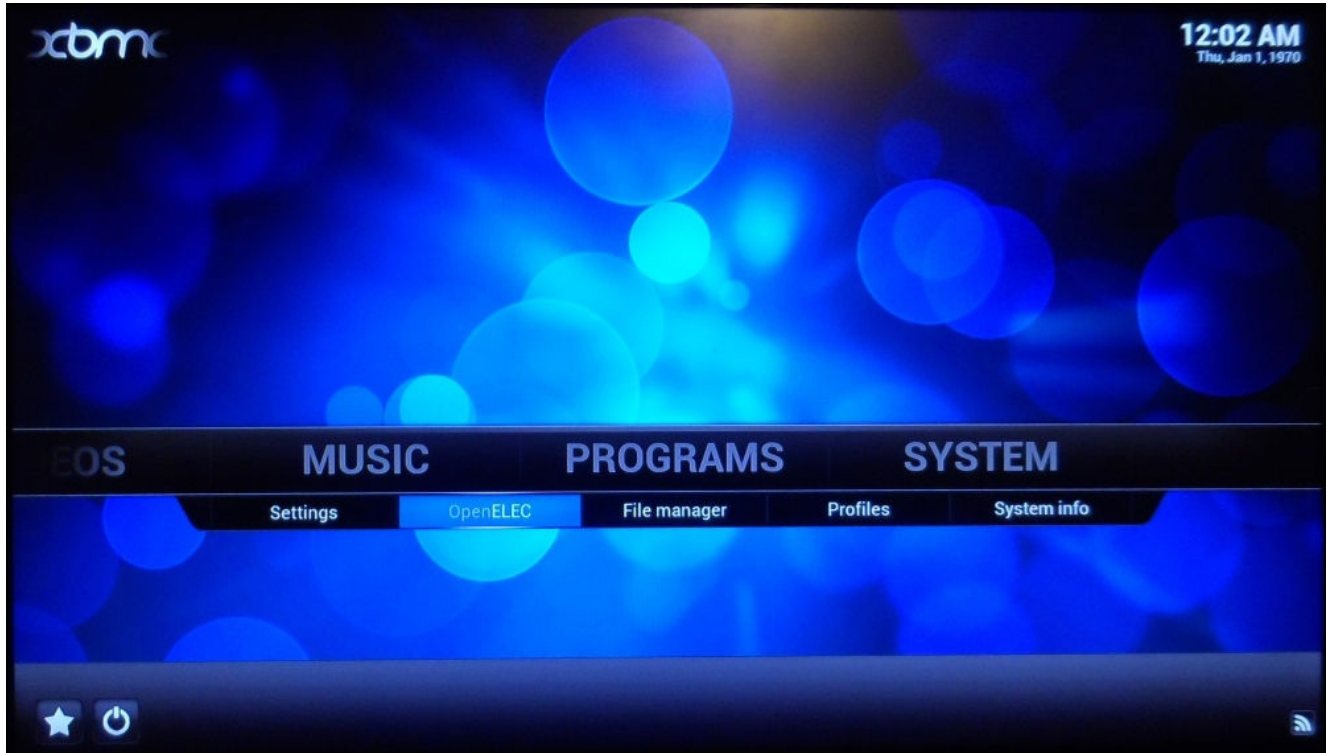 xbmc
12:02 AM
Thu, Jan 1, 1970
EOS MUSIC PROGRAMS SYSTEM
Settings OpenELEC File manager Profiles System info